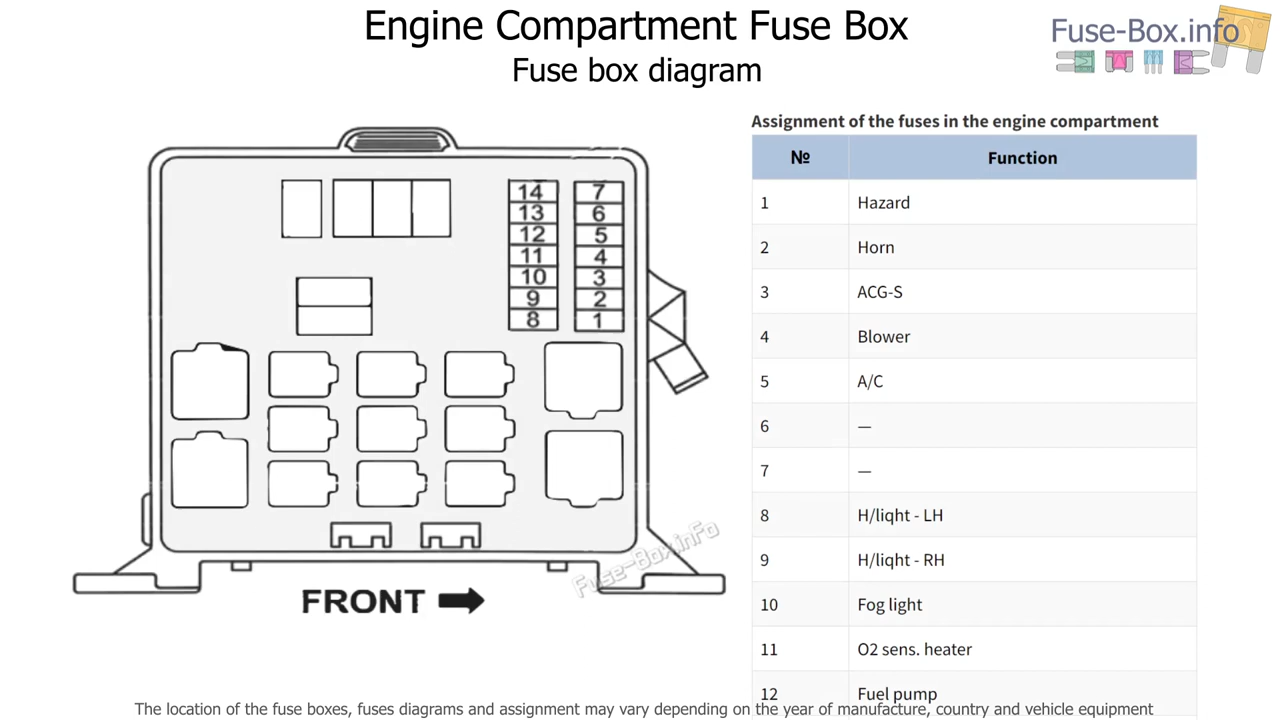 Engine Compartment Fuse Box
Fuse box diagram
Fuse-Box.info
14 7
13 6
12 5
11 4
10 3
9 2
8 1
FRONT
Fuse-Box.info
Assignment of the fuses in the engine compartment
№ Function
1 Hazard
2 Horn
3 ACG-S
4 Blower
5 A/C
6 —
7 —
8 H/liqht - LH
9 H/liqht - RH
10 Fog light
11 O2 sens. heater
12 Fuel pump
The location of the fuse boxes, fuses diagrams and assignment may vary depending on the year of manufacture, country and vehicle equipment